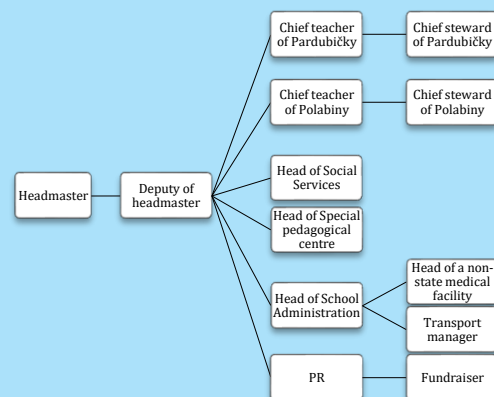 Chief teacher
of Pardubičky
Chief steward
of Pardubičky
Chief teacher
of Polabiny
Chief steward
of Polabiny
Headmaster
Deputy of
headmaster
Head of Social
Services
Head of Special
pedagogical
centre
Head of School
Administration
Head of a non-
state medical
facility
Transport
manager
PR
Fundraiser